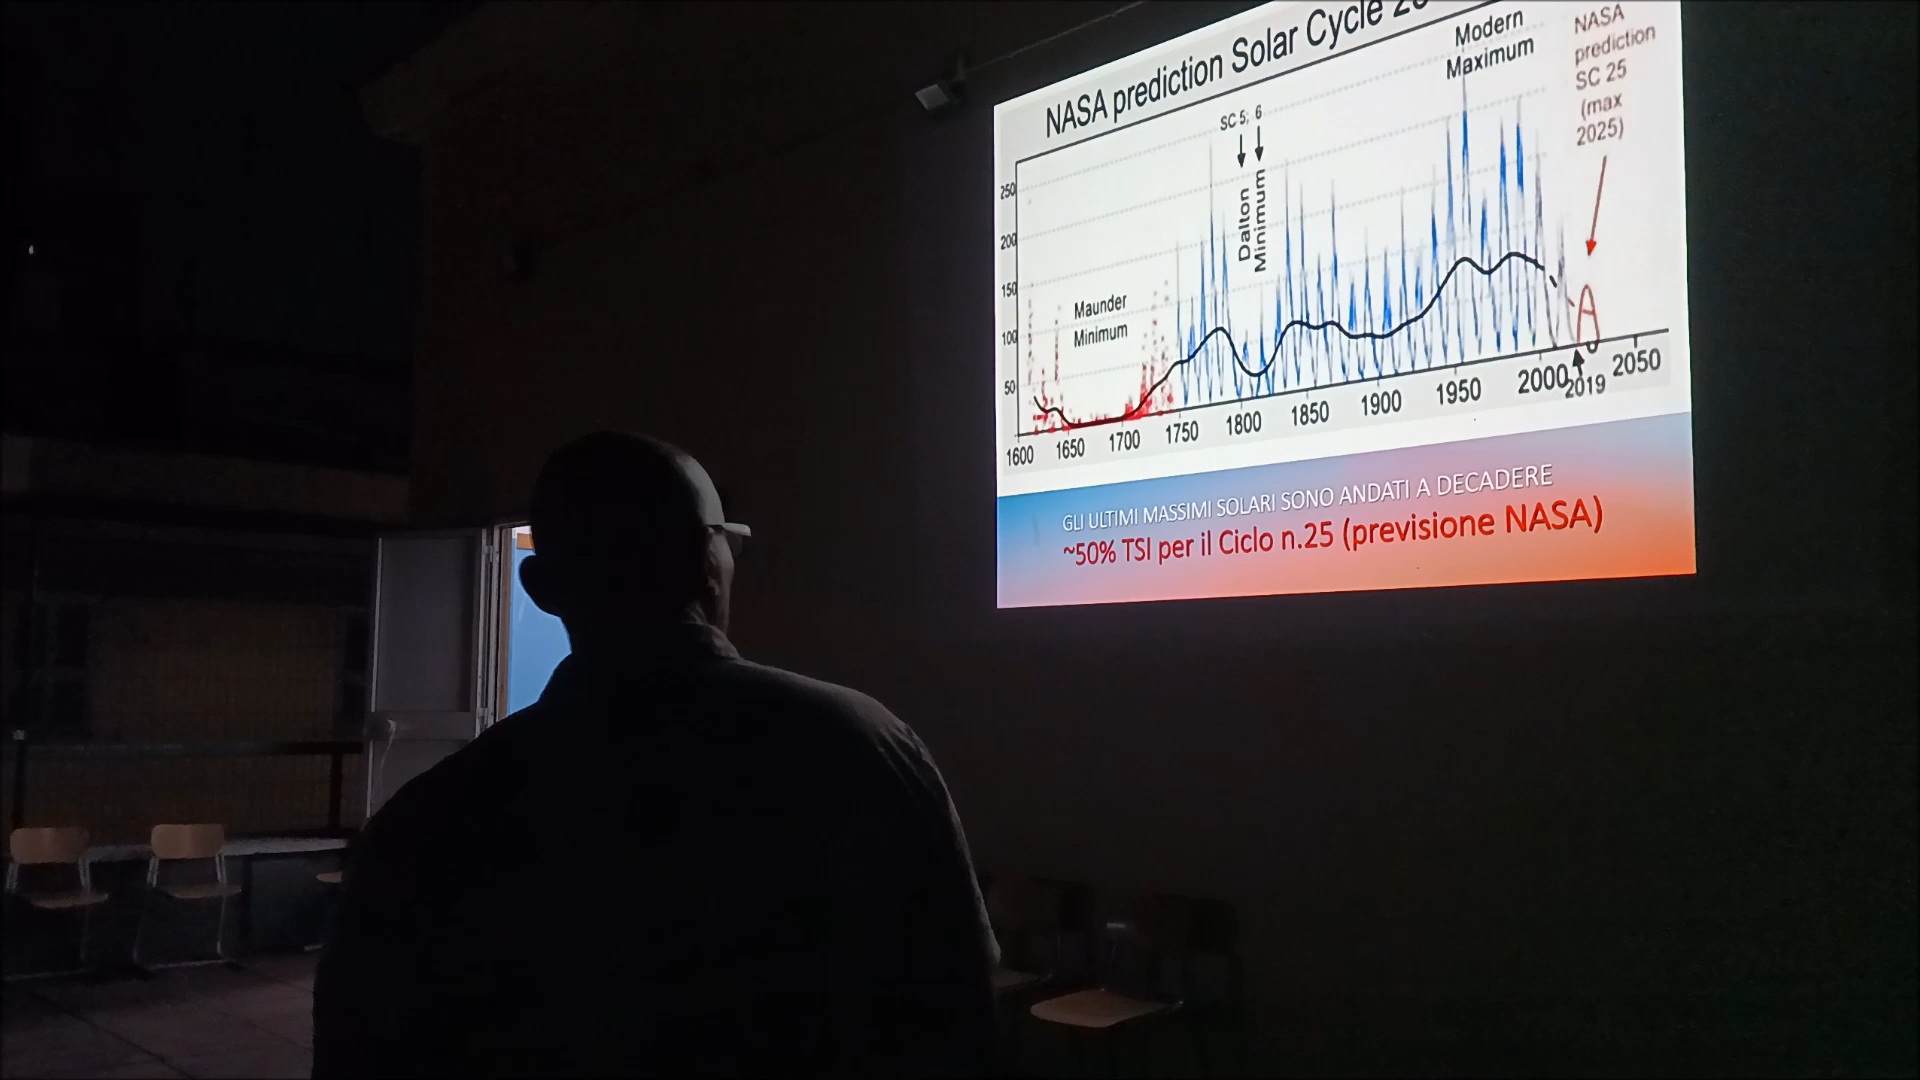 NASA prediction Solar Cycle
Modern
Maximum
NASA
prediction
SC 25
(max
2025)
SC 5; 6
Dalton
Minimum
Maunder
Minimum
250
200
150
100
50
1600
1650
1700
1750
1800
1850
1900
1950
2000
2019
2050
GLI ULTIMI MASSIMI SOLARI SONO ANDATI A DECADERE
~50% TSI per il Ciclo n.25 (previsione NASA)